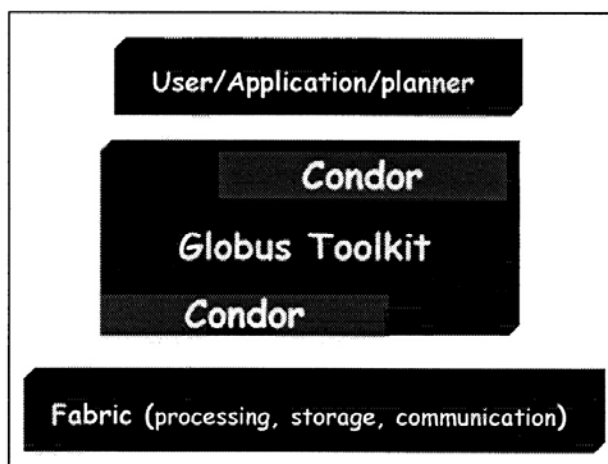 User/Application/planner
Condor
Globus Toolkit
Condor
Fabric (processing, storage, communication)